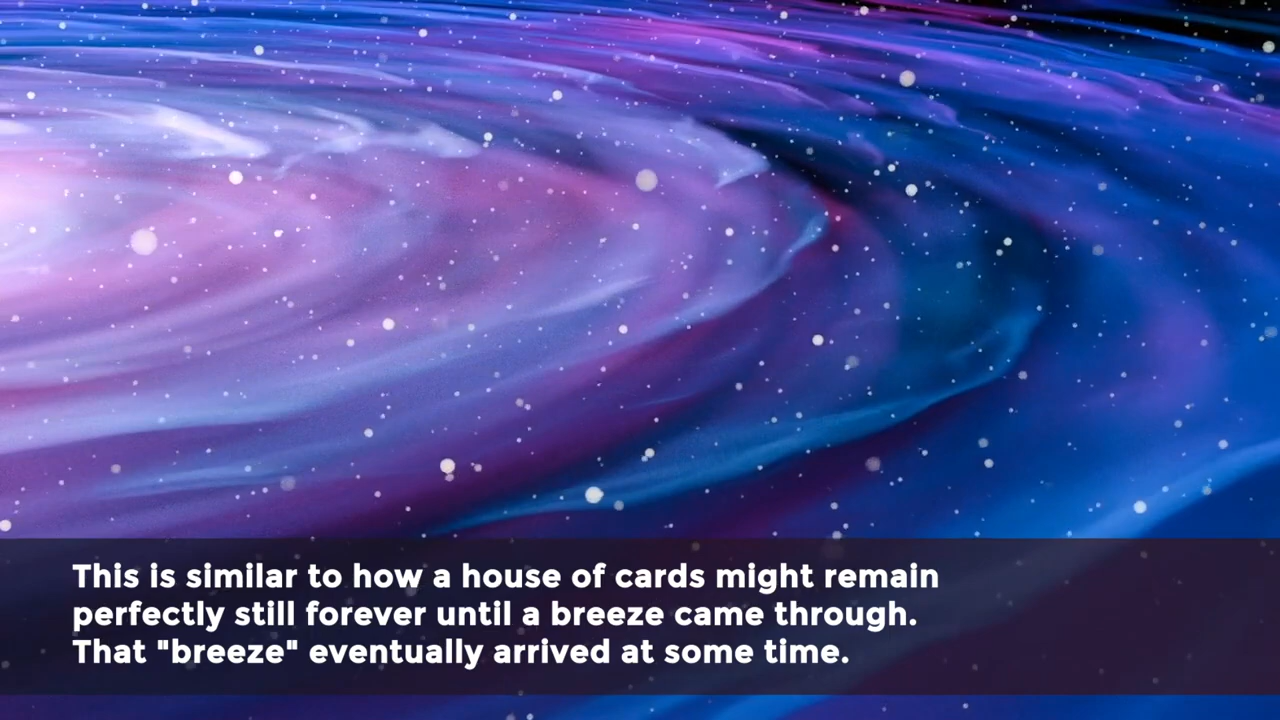 This is similar to how a house of cards might remain
perfectly still forever until a breeze came through.
That "breeze" eventually arrived at some time.